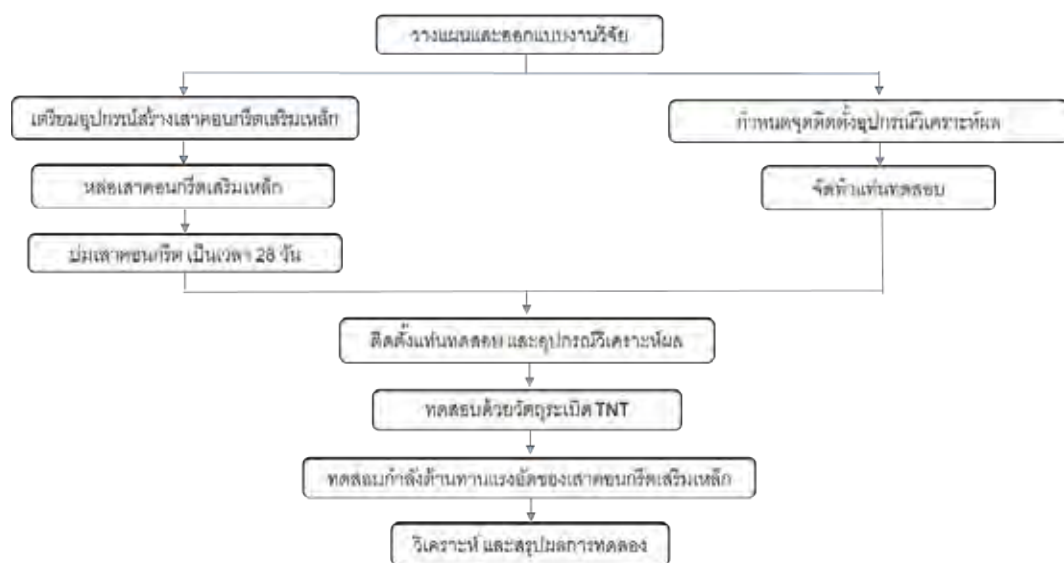 วางแผนและออกแบบงานวิจัย
เตรียมอุปกรณ์สร้างเสาคอนกรีตเสริมเหล็ก
กำหนดจุดติดตั้งอุปกรณ์วิเคราะห์ผล
หล่อเสาคอนกรีตเสริมเหล็ก
จัดทำแท่นทดสอบ
บ่มเสาคอนกรีต เป็นเวลา 28 วัน
ติดตั้งแท่นทดสอบ และอุปกรณ์วิเคราะห์ผล
ทดสอบด้วยวัตถุระเบิด TNT
ทดสอบกำลังต้านทานแรงอัดของเสาคอนกรีตเสริมเหล็ก
วิเคราะห์ และสรุปผลการทดลอง